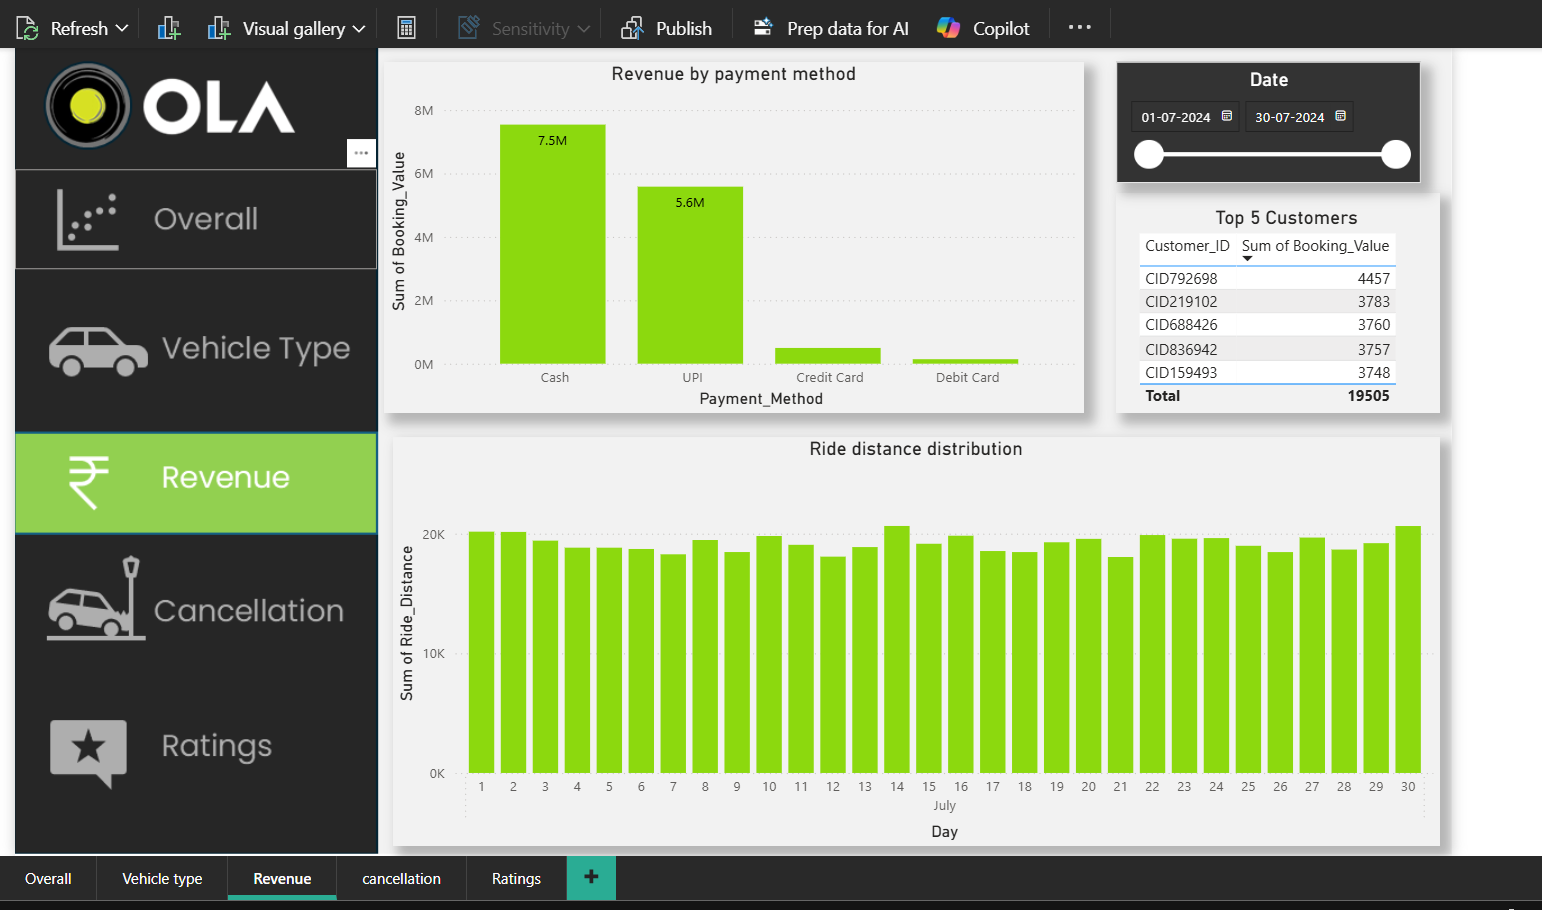 Refresh
Visual gallery
Sensitivity
Publish
Prep data for AI
Copilot
OLA
Overall
Vehicle Type
₹ Revenue
Cancellation
Ratings
Revenue by payment method
Sum of Booking_Value
8M
6M
4M
2M
0M
7.5M
5.6M
Cash UPI Credit Card Debit Card
Payment_Method
Date
01-07-2024 30-07-2024
Top 5 Customers
Customer_ID Sum of Booking_Value
CID792698 4457
CID219102 3783
CID688426 3760
CID836942 3757
CID159493 3748
Total 19505
Ride distance distribution
Sum of Ride_Distance
20K
10K
0K
1 2 3 4 5 6 7 8 9 10 11 12 13 14 15 16 17 18 19 20 21 22 23 24 25 26 27 28 29 30
July
Day
Overall Vehicle type Revenue cancellation Ratings +